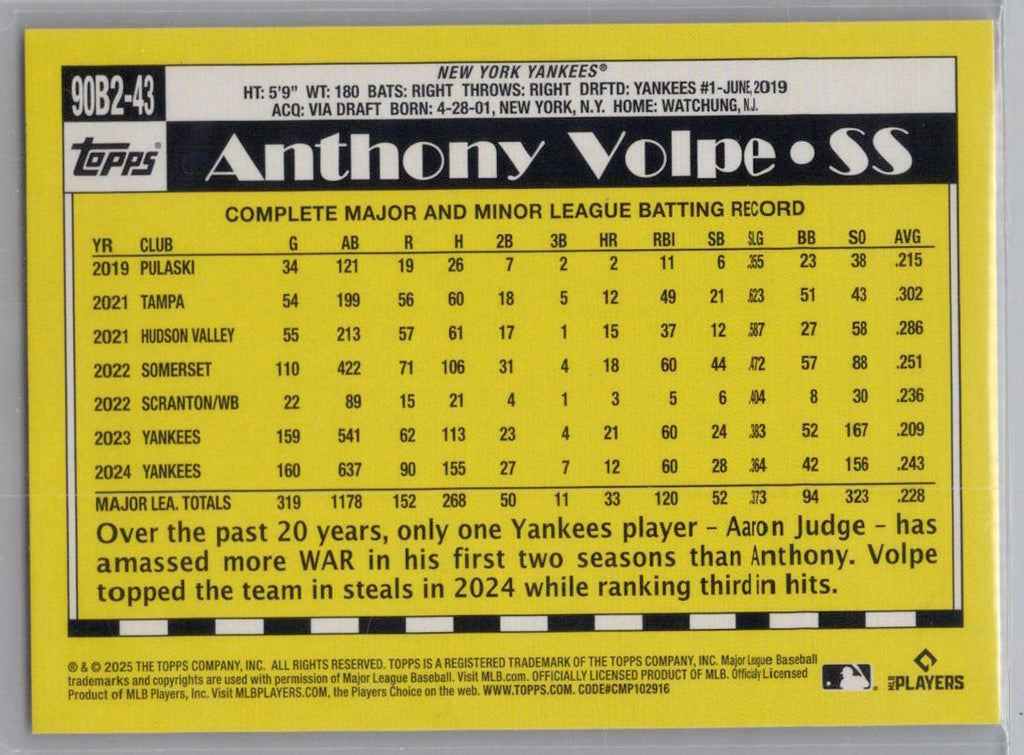 90B2-43
NEW YORK YANKEES®
HT: 5'9" WT: 180 BATS: RIGHT THROWS: RIGHT DRFTD: YANKEES #1-JUNE, 2019
ACQ: VIA DRAFT BORN: 4-28-01, NEW YORK, N.Y. HOME: WATCHUNG, N.J.
topps® Anthony Volpe • SS
COMPLETE MAJOR AND MINOR LEAGUE BATTING RECORD
YR CLUB G AB R H 2B 3B HR RBI SB SLG BB SO AVG
2019 PULASKI 34 121 19 26 7 2 2 11 6 .355 23 38 .215
2021 TAMPA 54 199 56 60 18 5 12 49 21 .623 51 43 .302
2021 HUDSON VALLEY 55 213 57 61 17 1 15 37 12 .587 27 58 .286
2022 SOMERSET 110 422 71 106 31 4 18 60 44 .472 57 88 .251
2022 SCRANTON/WB 22 89 15 21 4 1 3 5 6 .404 8 30 .236
2023 YANKEES 159 541 62 113 23 4 21 60 24 .383 52 167 .209
2024 YANKEES 160 637 90 155 27 7 12 60 28 .364 42 156 .243
MAJOR LEA. TOTALS 319 1178 152 268 50 11 33 120 52 .373 94 323 .228
Over the past 20 years, only one Yankees player – Aaron Judge – has
amassed more WAR in his first two seasons than Anthony. Volpe
topped the team in steals in 2024 while ranking third in hits.
® & © 2025 THE TOPPS COMPANY, INC. ALL RIGHTS RESERVED. TOPPS IS A REGISTERED TRADEMARK OF THE TOPPS COMPANY, INC. Major League Baseball
trademarks and copyrights are used with permission of Major League Baseball. Visit MLB.com. OFFICIALLY LICENSED PRODUCT OF MLB. Officially Licensed
Product of MLB Players, Inc. Visit MLBPLAYERS.COM, the Players Choice on the web. WWW.TOPPS.COM. CODE#CMP102916
MLB PLAYERS